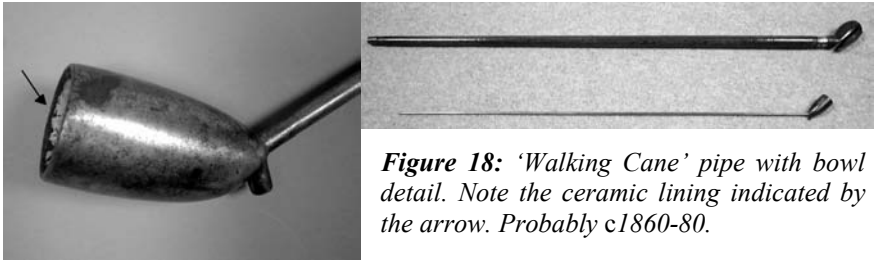 Figure 18: ‘Walking Cane’ pipe with bowl
detail. Note the ceramic lining indicated by
the arrow. Probably c1860-80.